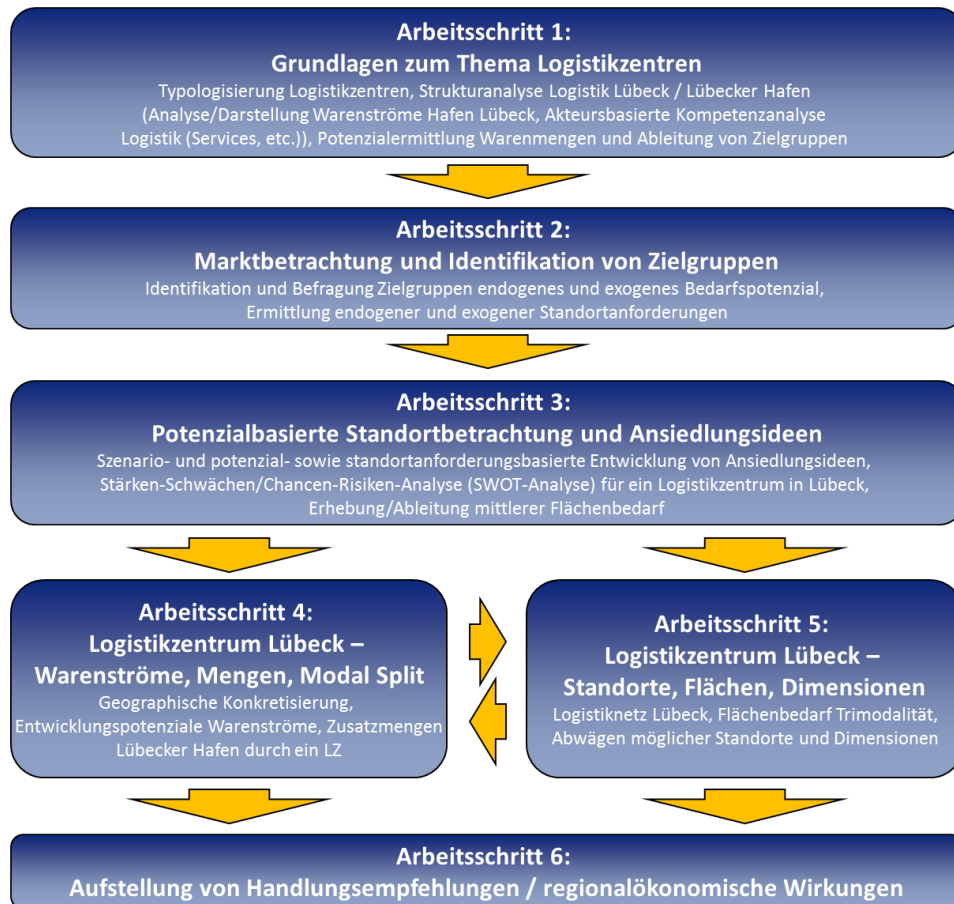 Arbeitsschritt 1:
Grundlagen zum Thema Logistikzentren
Typologisierung Logistikzentren, Strukturanalyse Logistik Lübeck / Lübecker Hafen
(Analyse/Darstellung Warenströme Hafen Lübeck, Akteursbasierte Kompetenzanalyse
Logistik (Services, etc.)), Potenzialermittlung Warenmengen und Ableitung von Zielgruppen
Arbeitsschritt 2:
Marktbetrachtung und Identifikation von Zielgruppen
Identifikation und Befragung Zielgruppen endogenes und exogenes Bedarfspotenzial,
Ermittlung endogener und exogener Standortanforderungen
Arbeitsschritt 3:
Potenzialbasierte Standortbetrachtung und Ansiedlungsideen
Szenario- und potenzial- sowie standortanforderungsbasierte Entwicklung von Ansiedlungsideen,
Stärken-Schwächen/Chancen-Risiken-Analyse (SWOT-Analyse) für ein Logistikzentrum in Lübeck,
Erhebung/Ableitung mittlerer Flächenbedarf
Arbeitsschritt 4:
Logistikzentrum Lübeck –
Warenströme, Mengen, Modal Split
Geographische Konkretisierung,
Entwicklungspotenziale Warenströme, Zusatzmengen
Lübecker Hafen durch ein LZ
Arbeitsschritt 5:
Logistikzentrum Lübeck –
Standorte, Flächen, Dimensionen
Logistiknetz Lübeck, Flächenbedarf Trimodalität,
Abwägen möglicher Standorte und Dimensionen
Arbeitsschritt 6:
Aufstellung von Handlungsempfehlungen / regionalökonomische Wirkungen